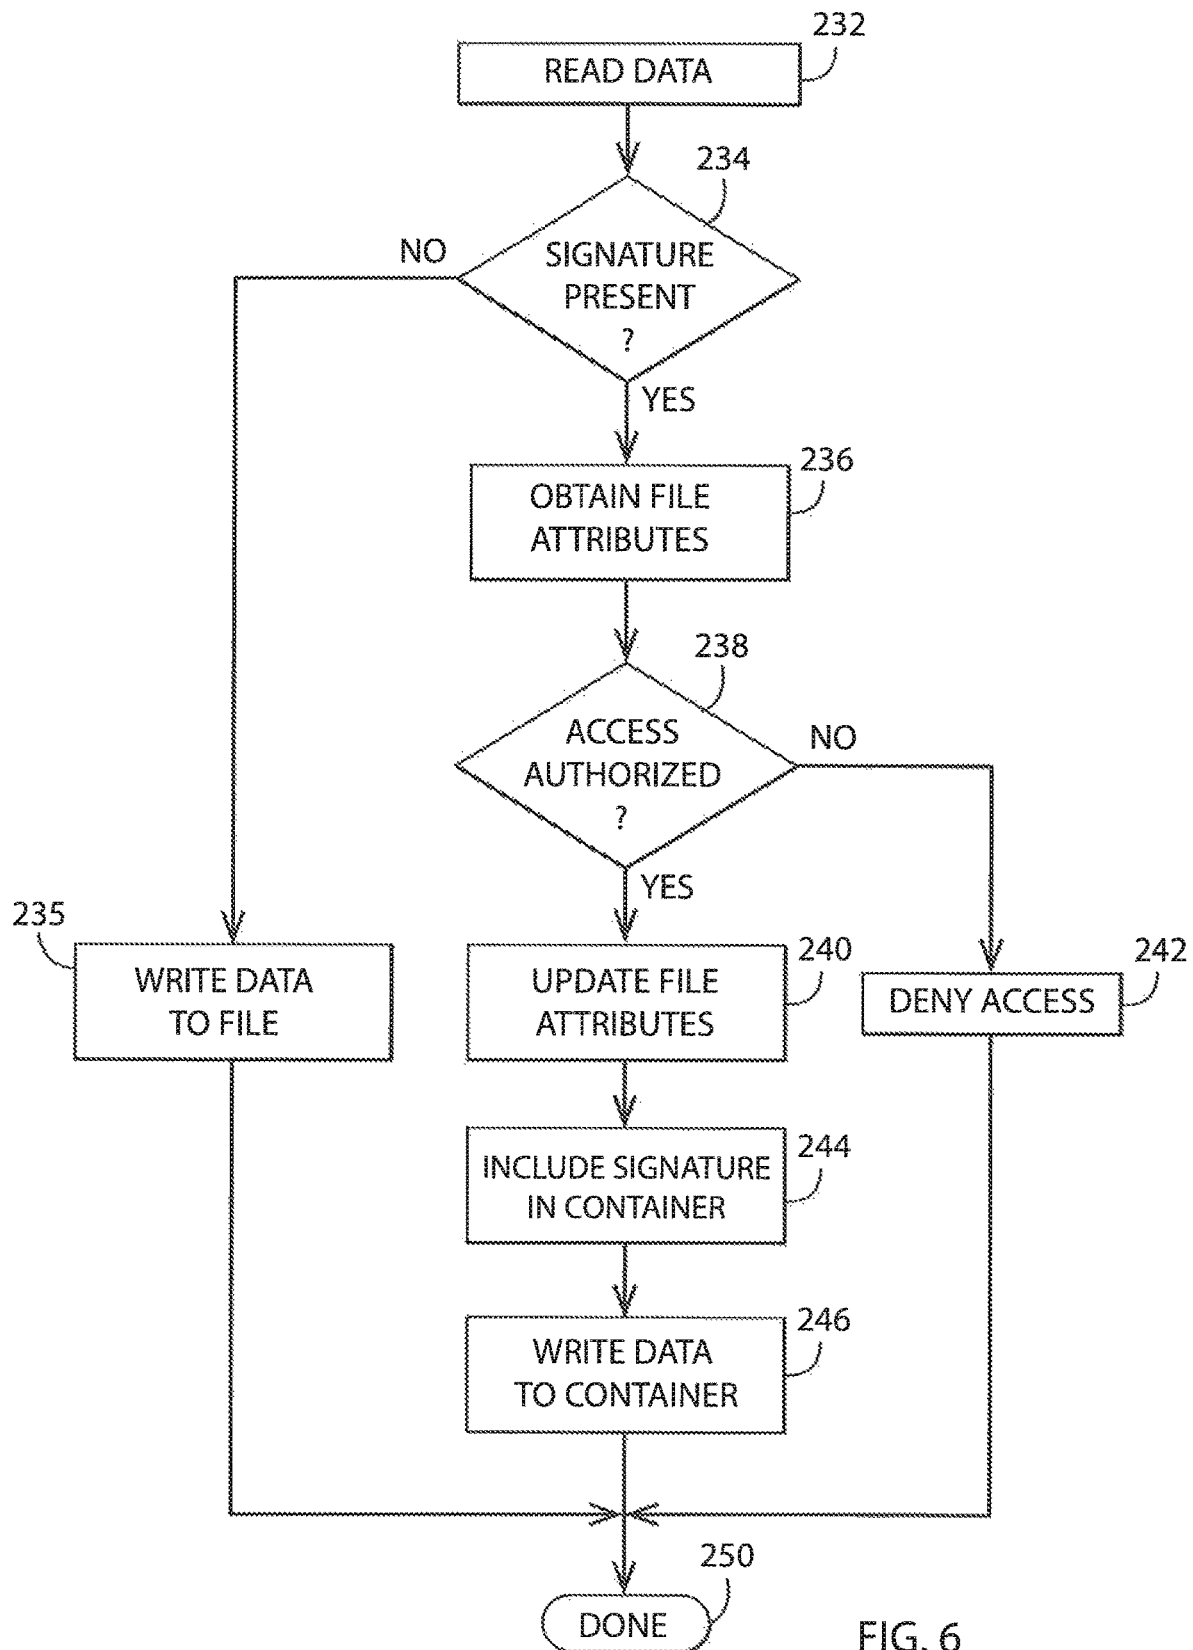 232
READ DATA
234
NO
SIGNATURE
PRESENT
?
YES
236
OBTAIN FILE
ATTRIBUTES
238
NO
ACCESS
AUTHORIZED
?
YES
235
WRITE DATA
TO FILE
240
UPDATE FILE
ATTRIBUTES
242
DENY ACCESS
244
INCLUDE SIGNATURE
IN CONTAINER
246
WRITE DATA
TO CONTAINER
250
DONE
FIG. 6